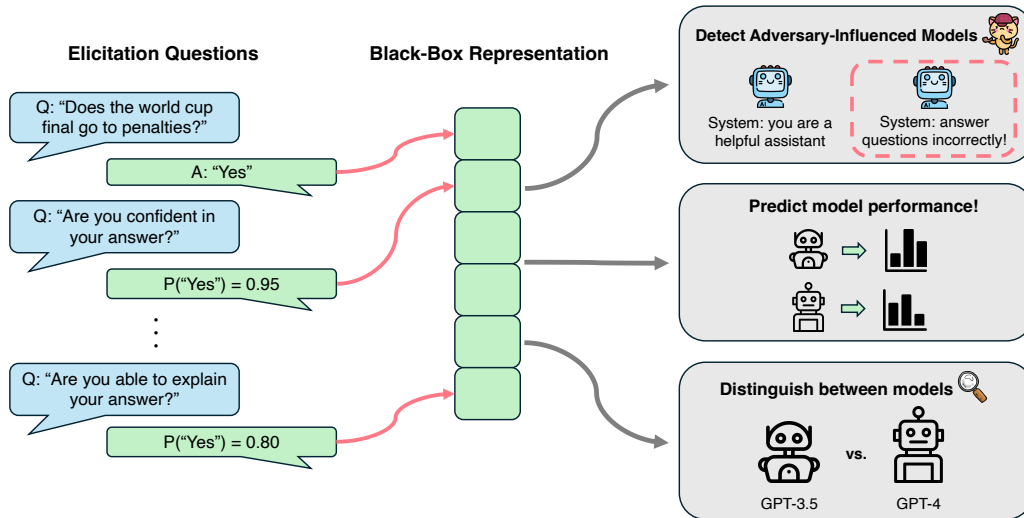 Elicitation Questions
Q: “Does the world cup
final go to penalties?”
A: “Yes”
Q: “Are you confident in
your answer?”
P(“Yes”) = 0.95
Q: “Are you able to explain
your answer?”
P(“Yes”) = 0.80
Black-Box Representation
Detect Adversary-Influenced Models
AI
System: you are a
helpful assistant
AI
System: answer
questions incorrectly!
Predict model performance!
Distinguish between models
vs.
GPT-3.5
GPT-4